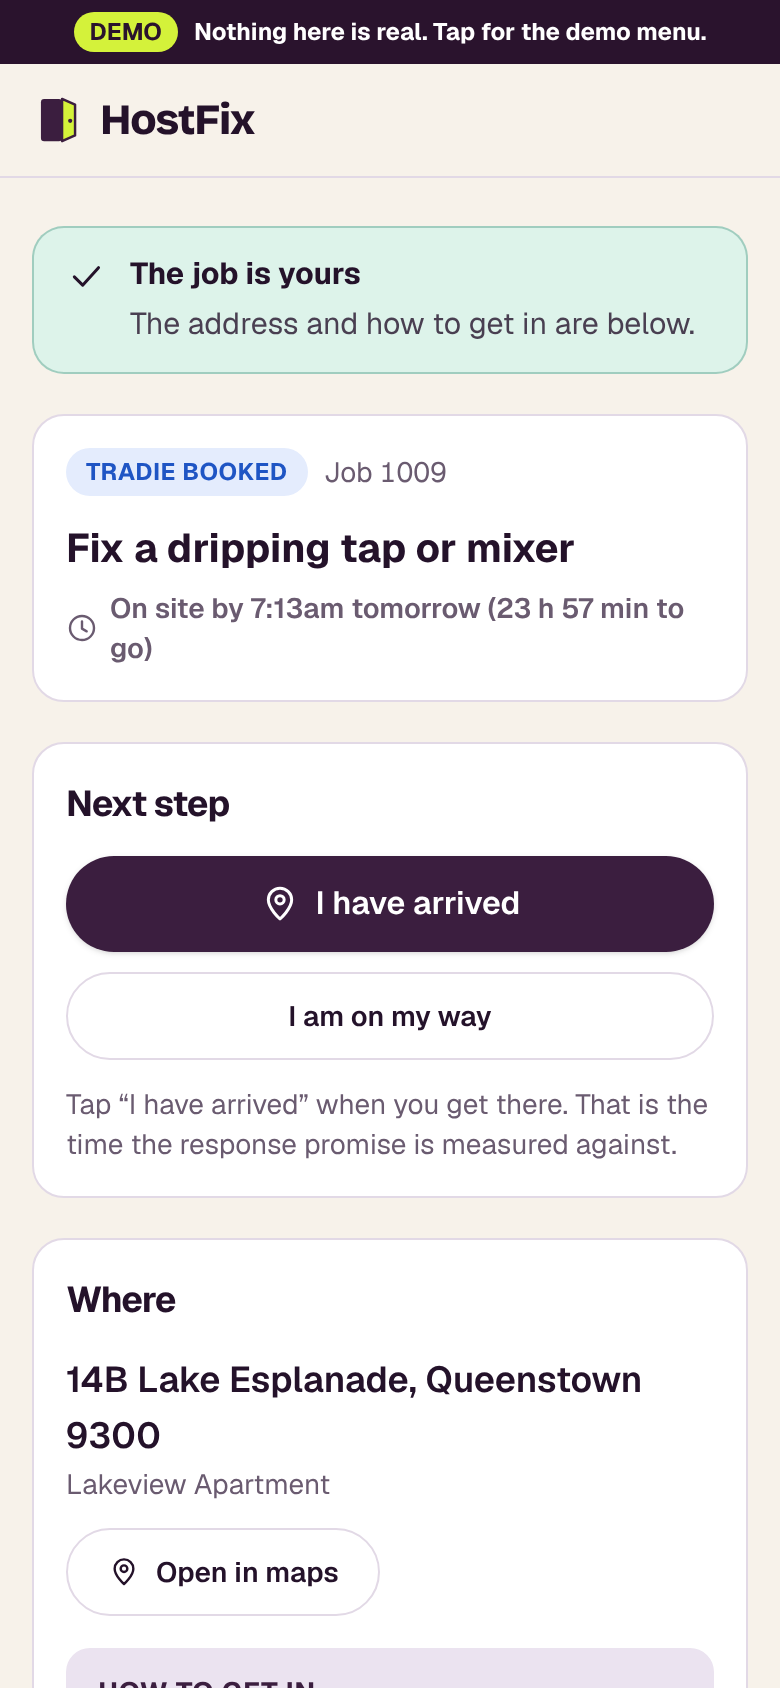 DEMO Nothing here is real. Tap for the demo menu.
HostFix
The job is yours
The address and how to get in are below.
TRADIE BOOKED Job 1009
Fix a dripping tap or mixer
On site by 7:13am tomorrow (23 h 57 min to
go)
Next step
I have arrived
I am on my way
Tap “I have arrived” when you get there. That is the
time the response promise is measured against.
Where
14B Lake Esplanade, Queenstown
9300
Lakeview Apartment
Open in maps
HOW TO GET IN